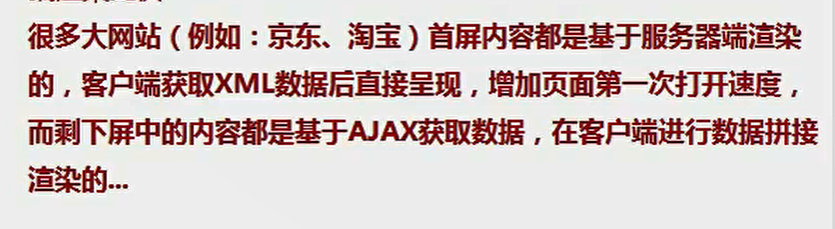 很多大网站（例如：京东、淘宝）首屏内容都是基于服务器端渲染
的，客户端获取XML数据后直接呈现，增加页面第一次打开速度，
而剩下屏中的内容都是基于AJAX获取数据，在客户端进行数据拼接
渲染的...